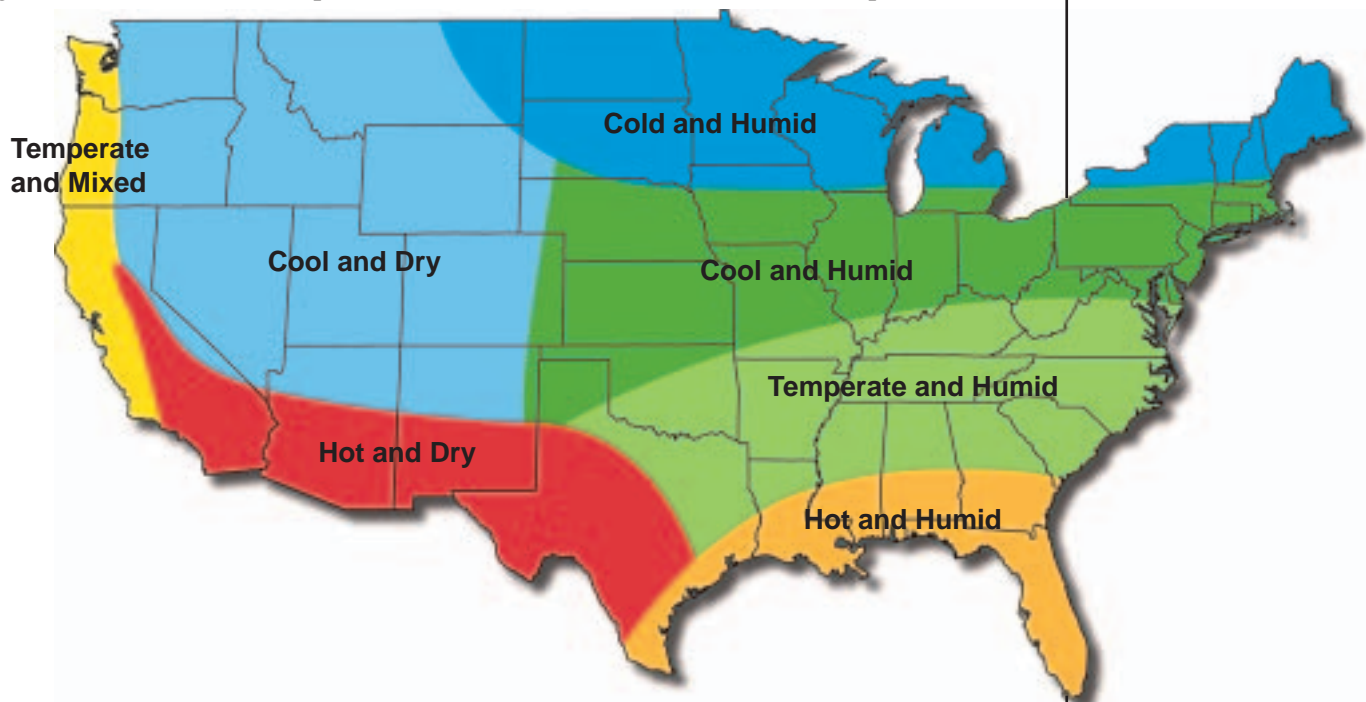 Cold and Humid
Temperate
and Mixed
Cool and Dry
Cool and Humid
Temperate and Humid
Hot and Dry
Hot and Humid